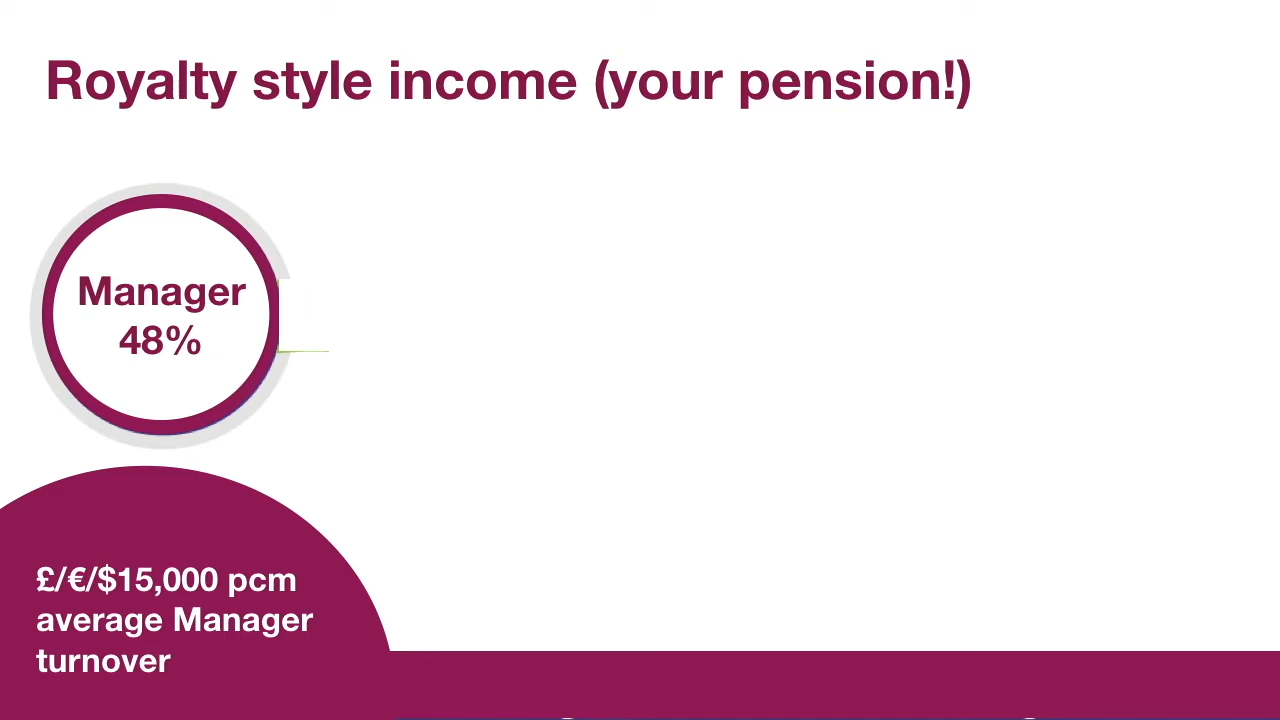 Royalty style income (your pension!)
Manager
48%
£/€/$15,000 pcm
average Manager
turnover